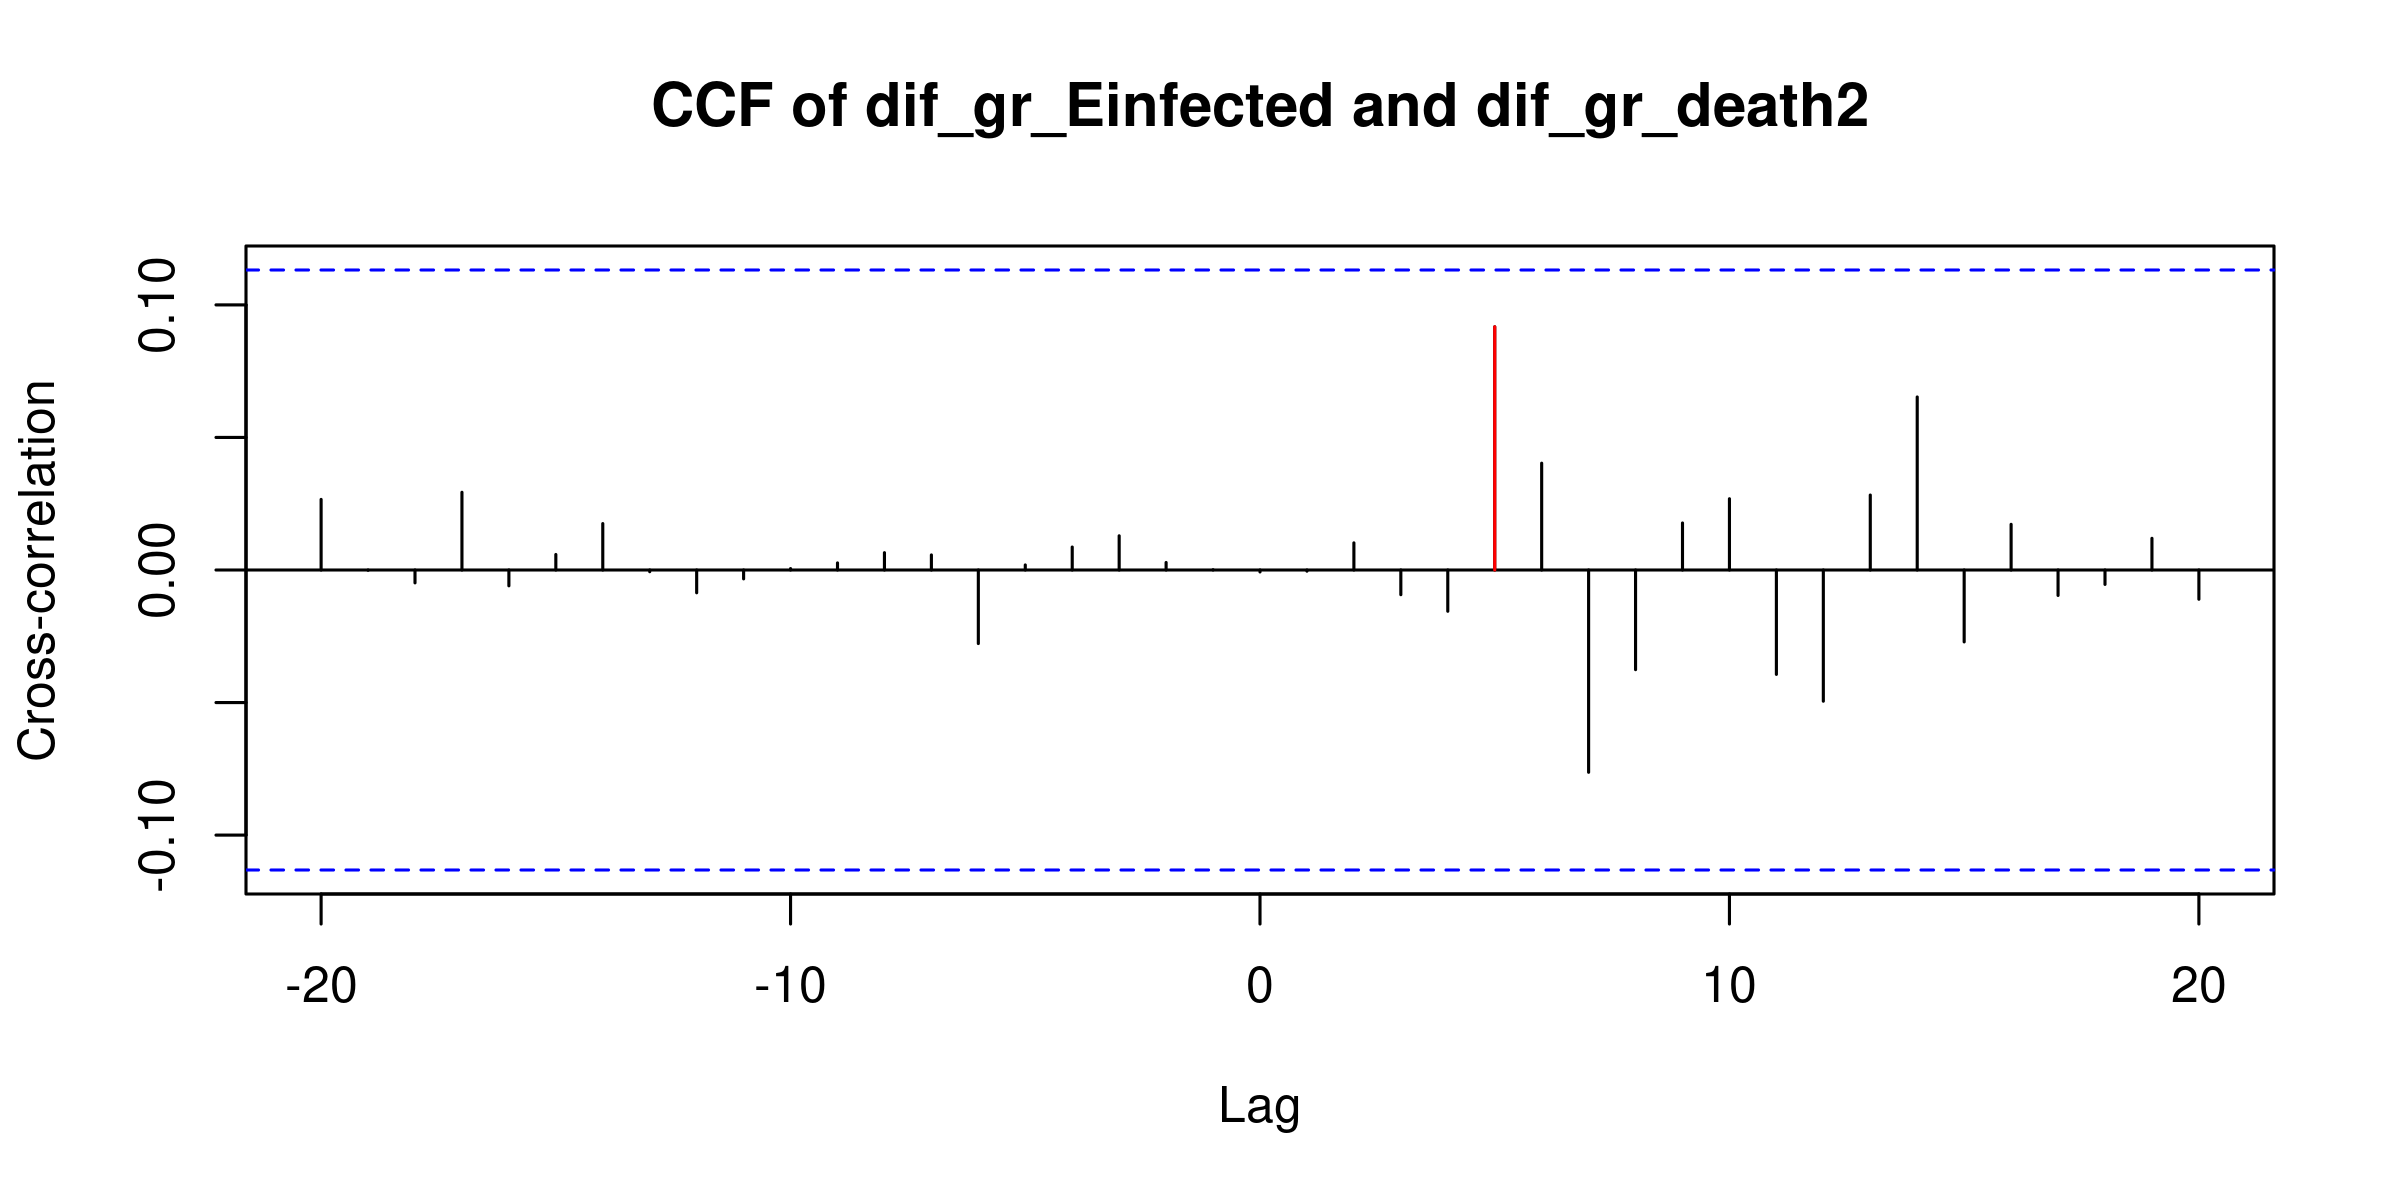 CCF of dif_gr_Einfected and dif_gr_death2
Cross-correlation
0.10
0.00
-0.10
-20 -10 0 10 20
Lag